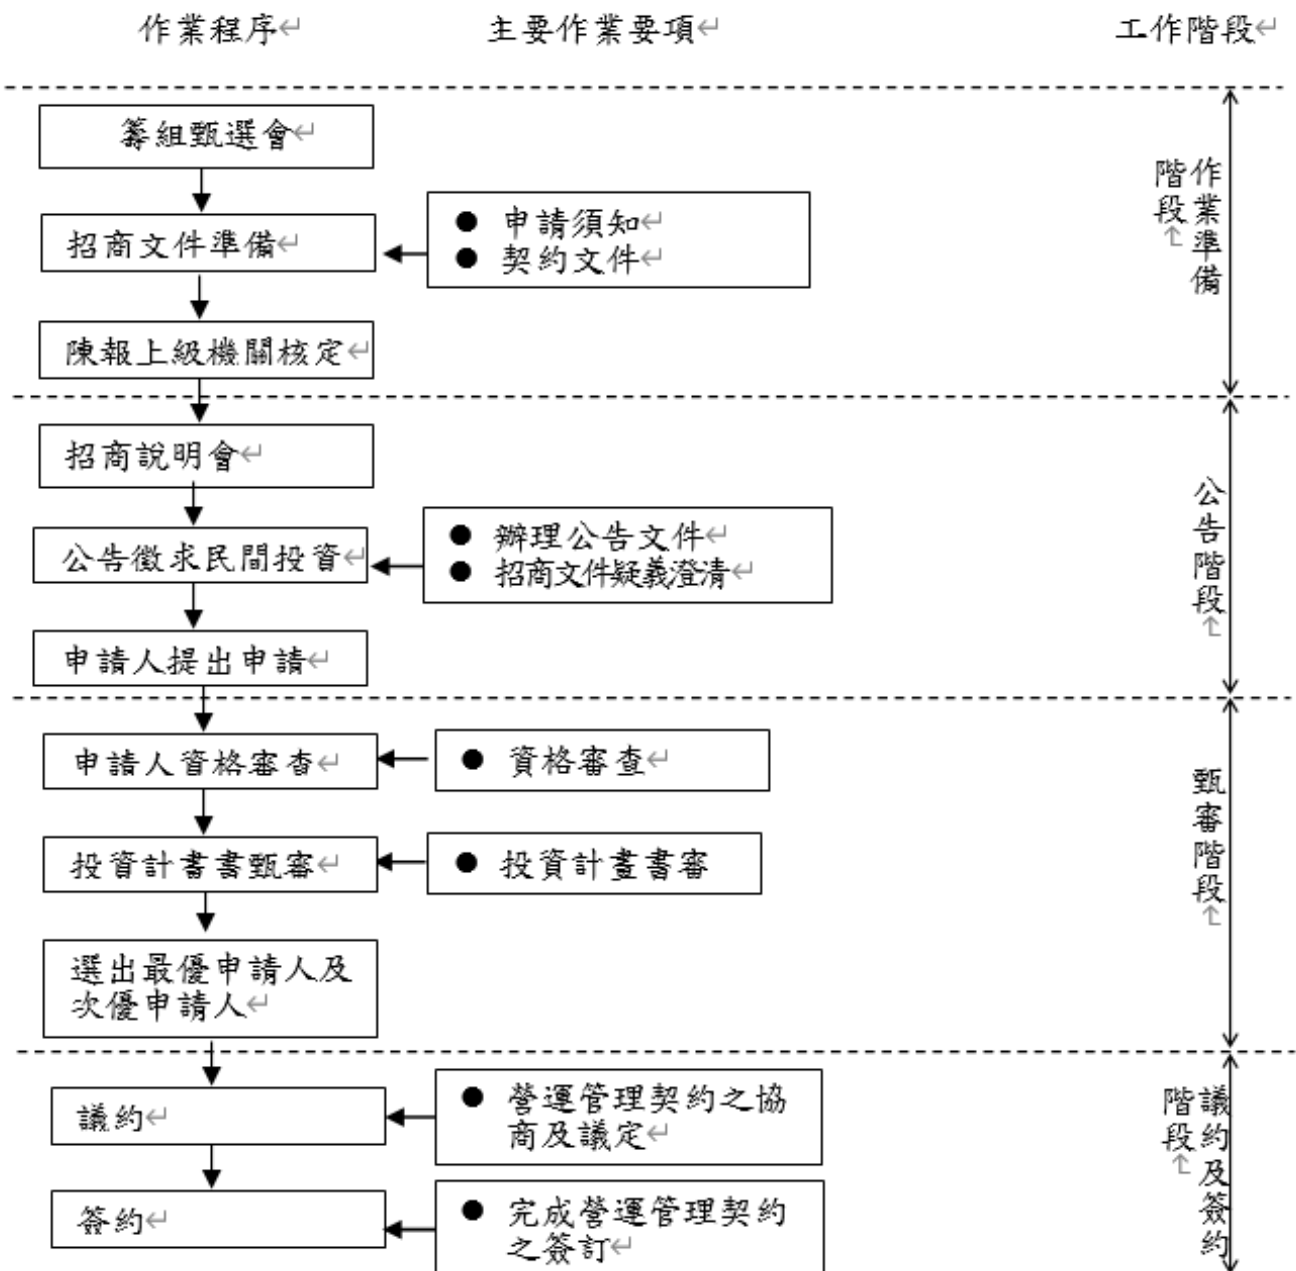 作業程序 主要作業要項 工作階段
籌組甄選會
招商文件準備
● 申請須知
● 契約文件
陳報上級機關核定
作業準備
階段
招商說明會
公告徵求民間投資
● 辦理公告文件
● 招商文件疑義澄清
申請人提出申請
公告階段
申請人資格審查
● 資格審查
投資計畫書甄審
● 投資計畫書審
選出最優申請人及
次優申請人
甄審階段
議約
● 營運管理契約之協
商及議定
簽約
● 完成營運管理契約
之簽訂
議約及簽約
階段